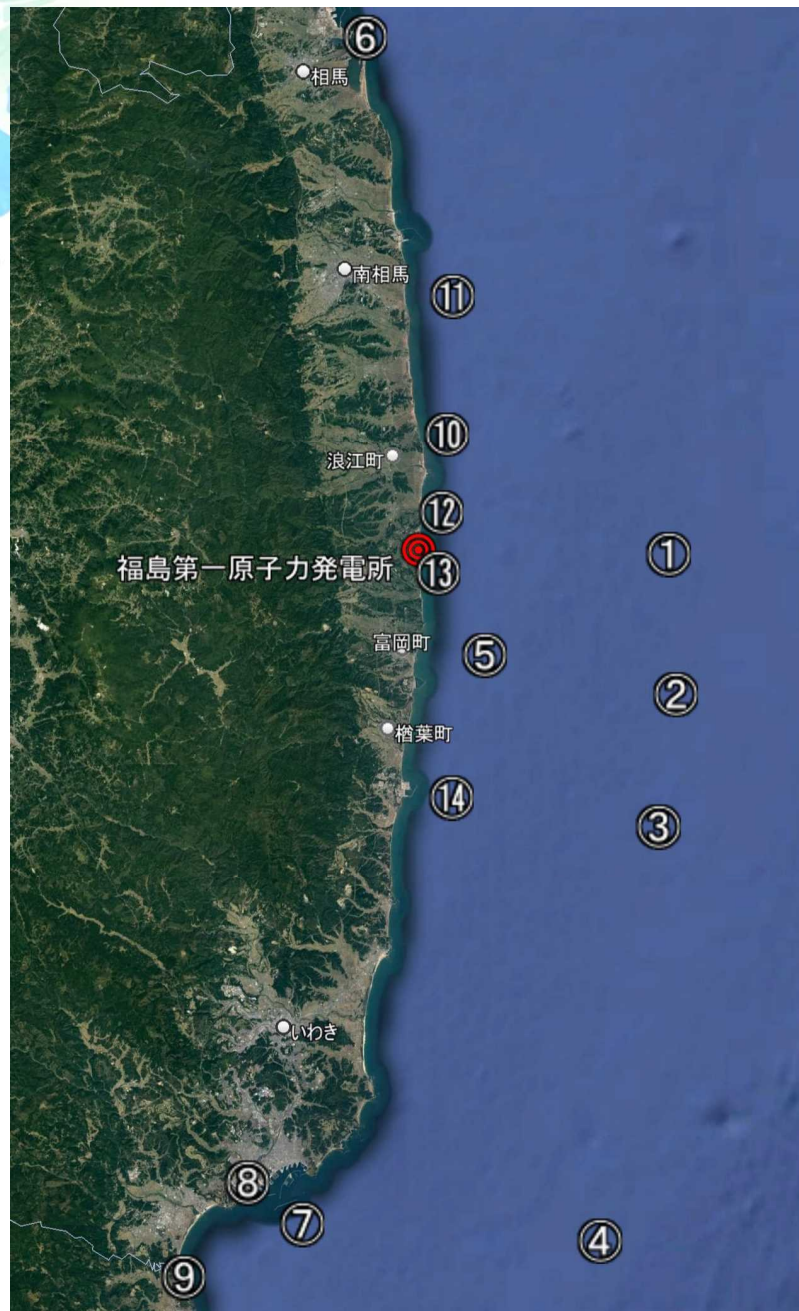 ⑥
相馬
南相馬
⑪
⑩
浪江町
⑫
①
福島第一原子力発電所
⑬
富岡町
⑤
②
楢葉町
⑭
③
いわき
⑧
⑦
④
⑨